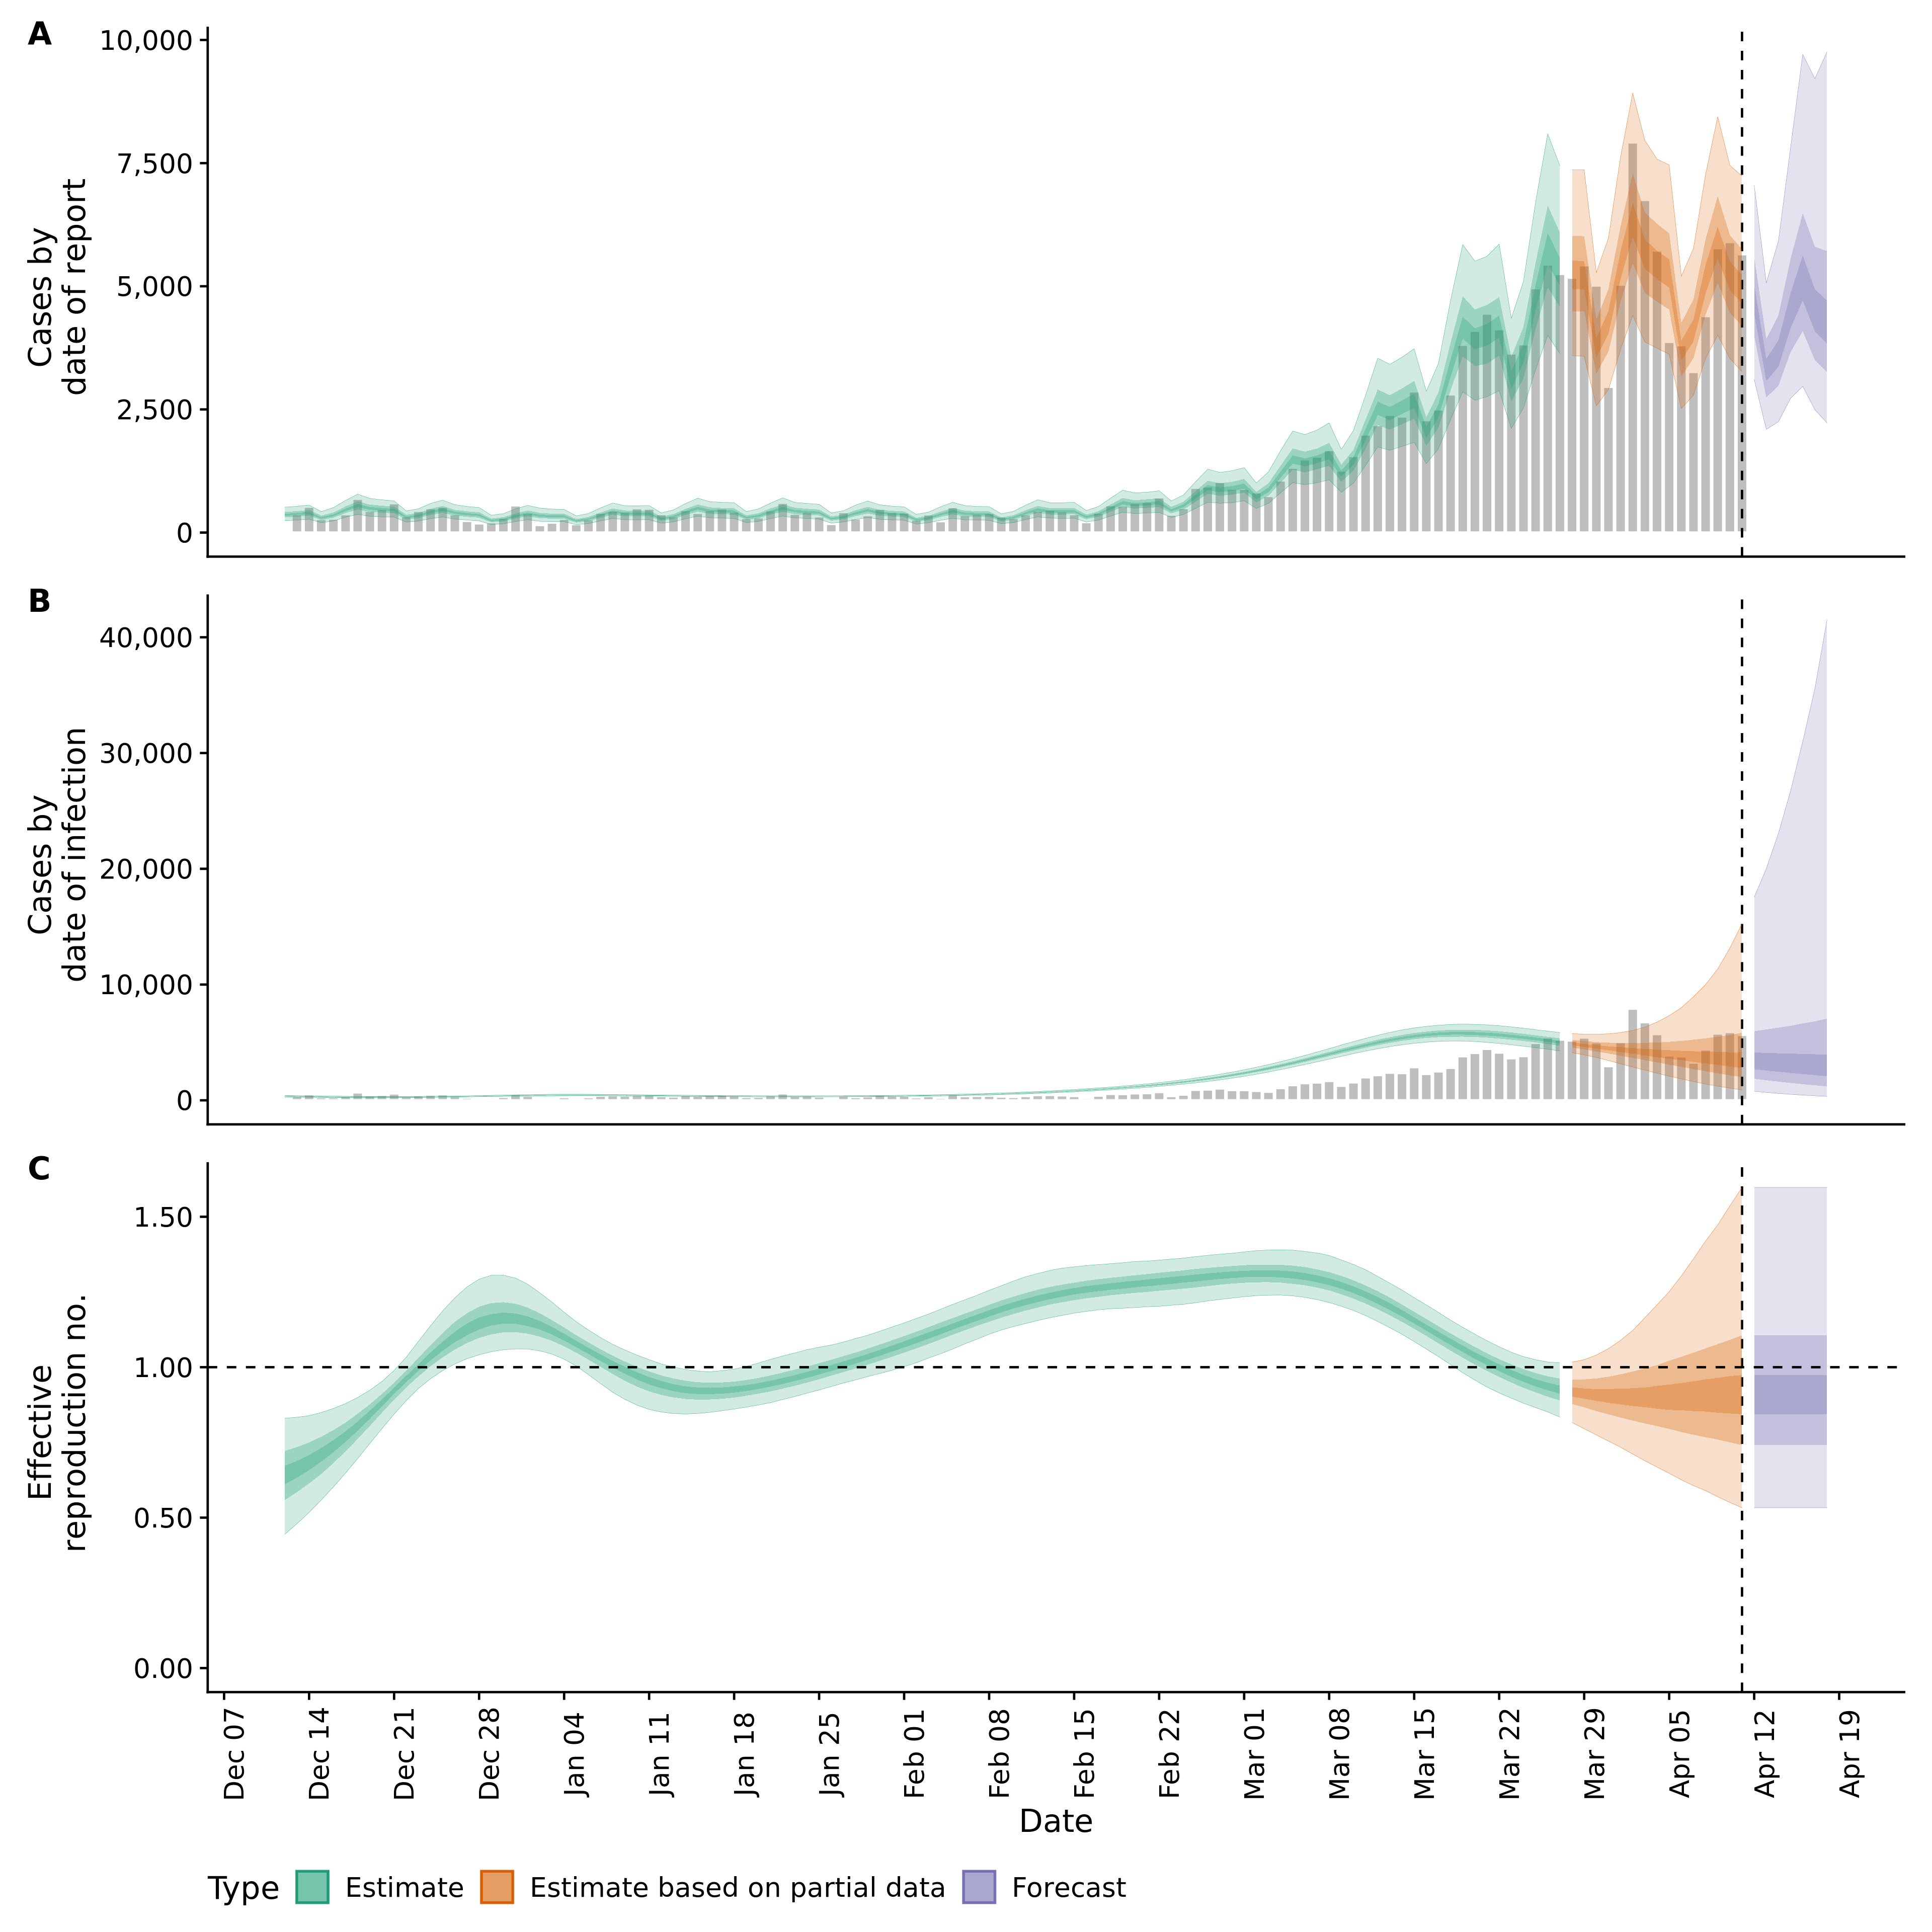 A
10,000
7,500
5,000
2,500
0
Cases by
date of report
B
40,000
30,000
20,000
10,000
0
Cases by
date of infection
C
1.50
1.00
0.50
0.00
Effective
reproduction no.
Dec 07
Dec 14
Dec 21
Dec 28
Jan 04
Jan 11
Jan 18
Jan 25
Feb 01
Feb 08
Feb 15
Feb 22
Mar 01
Mar 08
Mar 15
Mar 22
Mar 29
Apr 05
Apr 12
Apr 19
Date
Type Estimate Estimate based on partial data Forecast